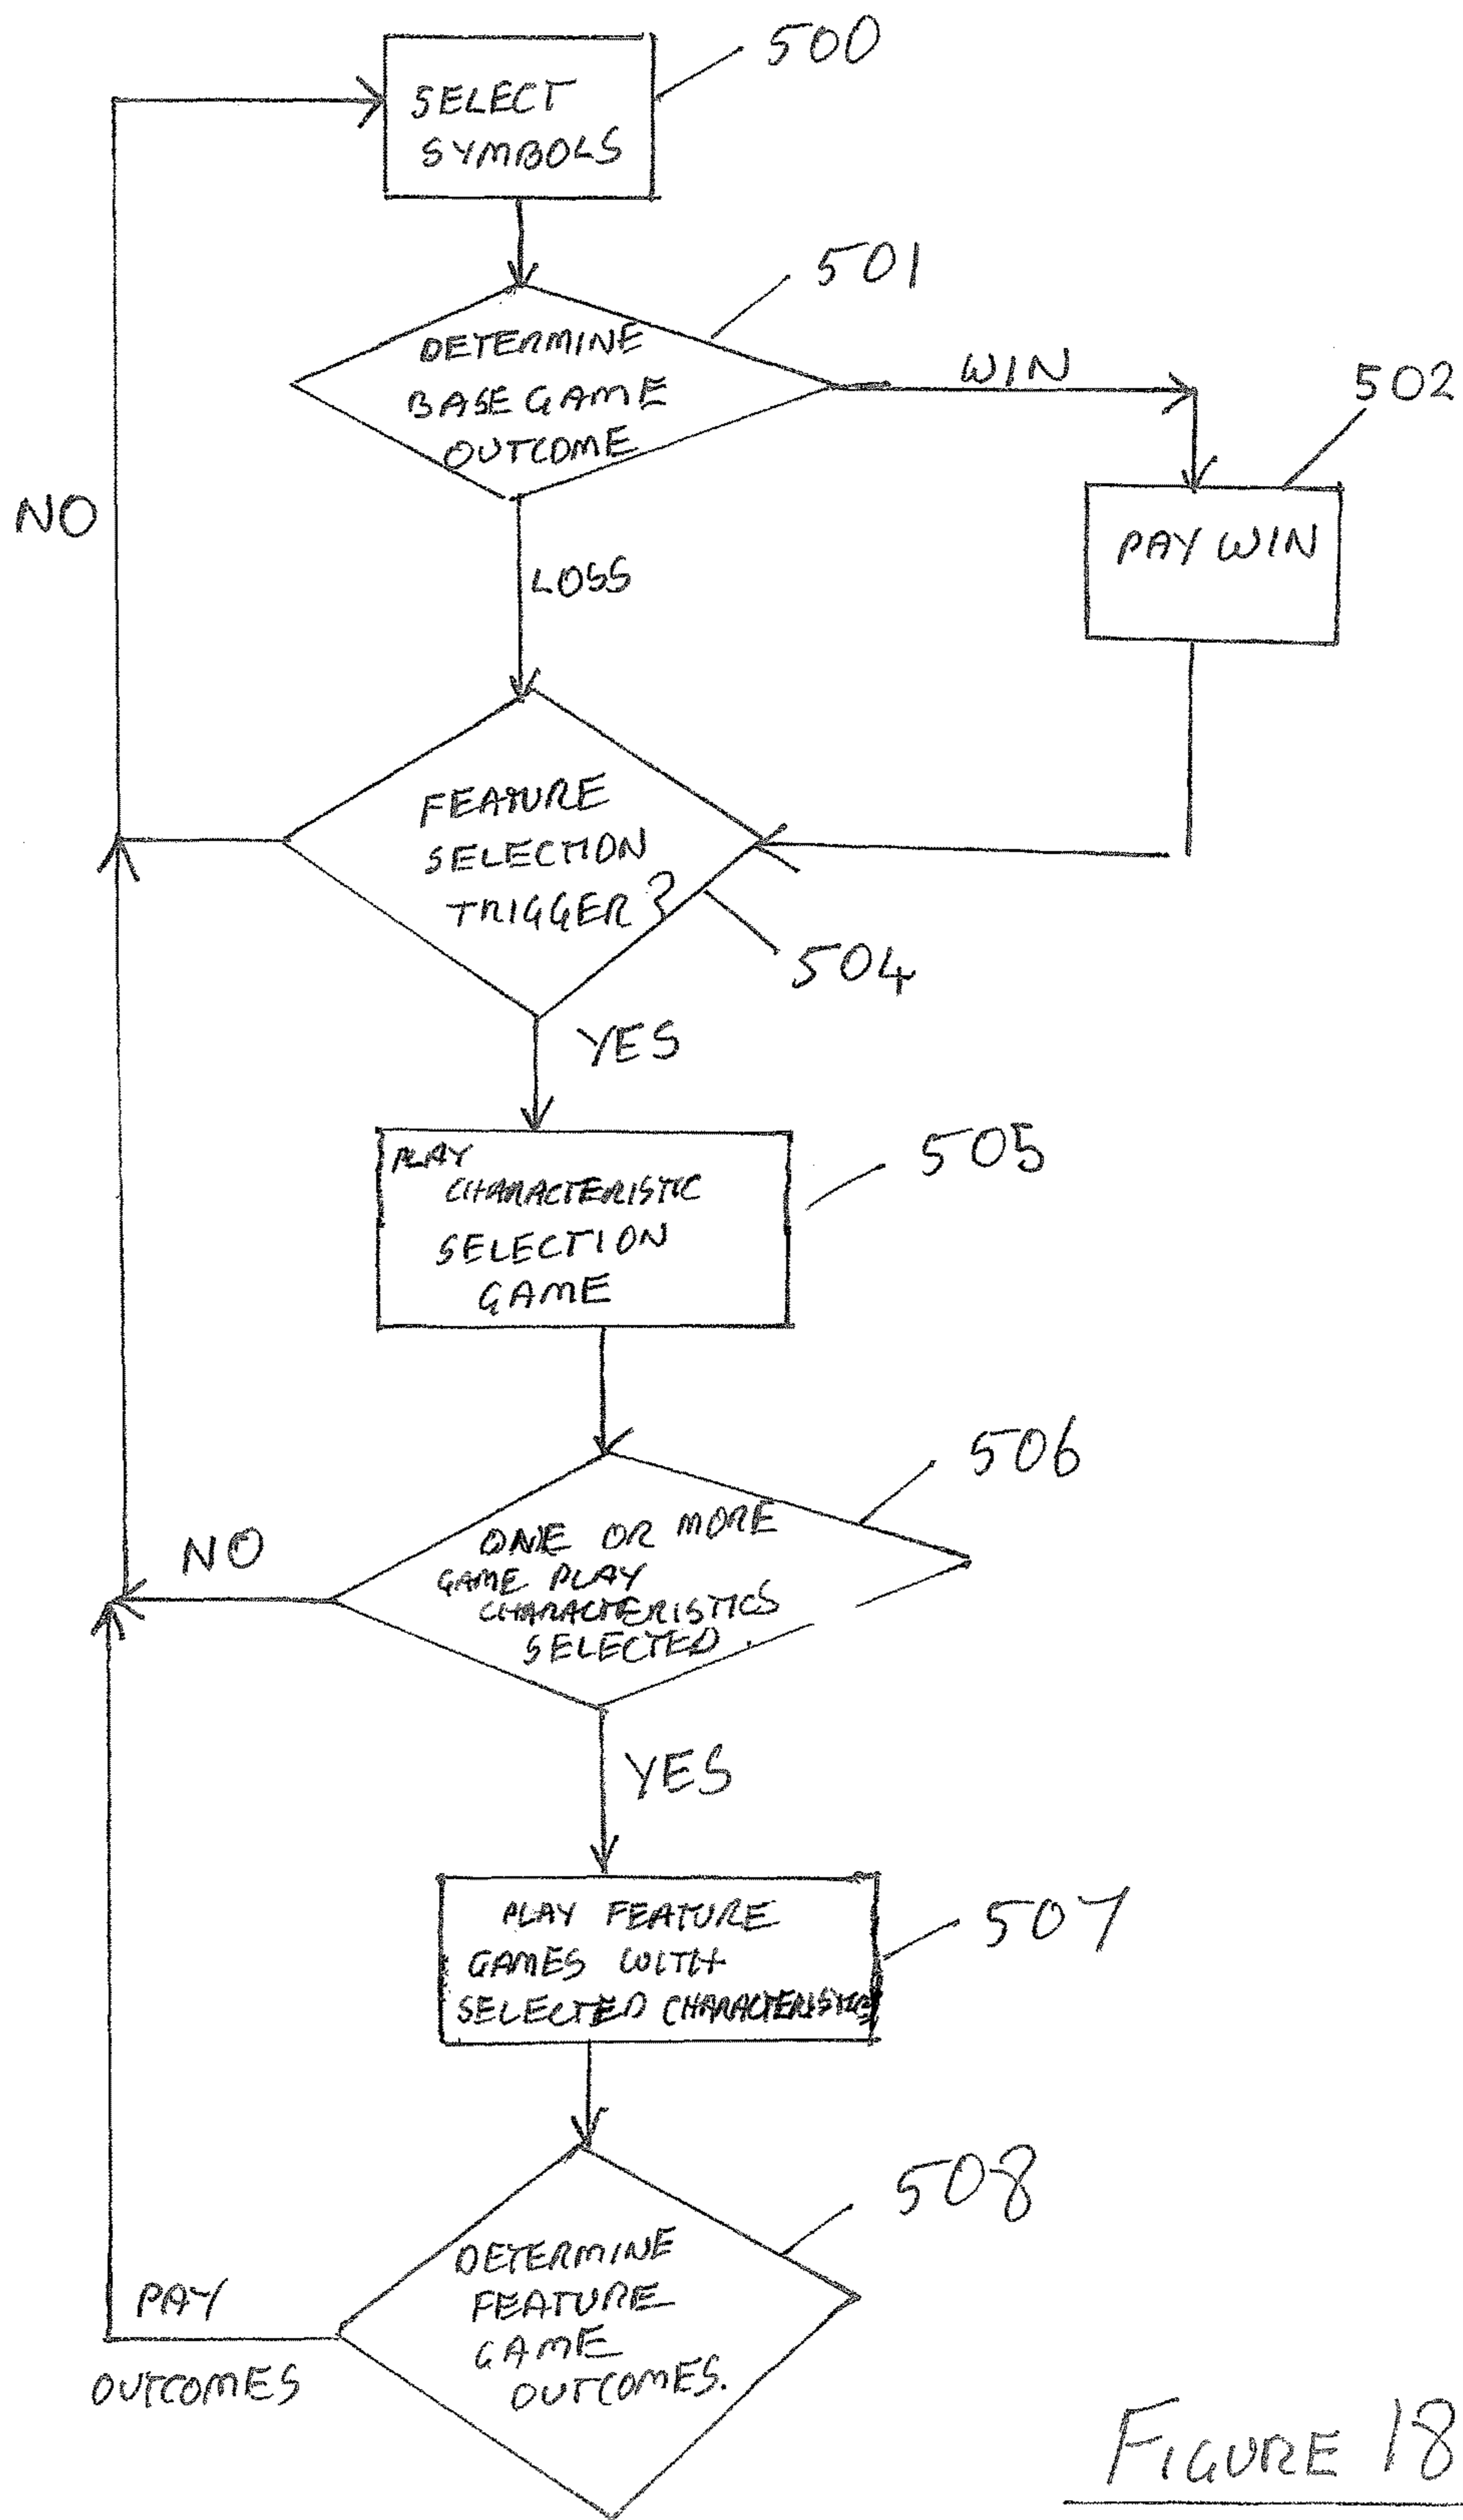 500
SELECT
SYMBOLS
501
DETERMINE
BASE GAME
OUTCOME
WIN
502
PAY WIN
NO
LOSS
FEATURE
SELECTION
TRIGGER?
504
YES
505
PLAY
CHARACTERISTIC
SELECTION
GAME
506
ONE OR MORE
GAME PLAY
CHARACTERISTICS
SELECTED.
NO
YES
PLAY FEATURE
GAMES WITH
SELECTED CHARACTERISTICS
507
508
DETERMINE
FEATURE
GAME
OUTCOMES.
PAY
OUTCOMES
FIGURE 18